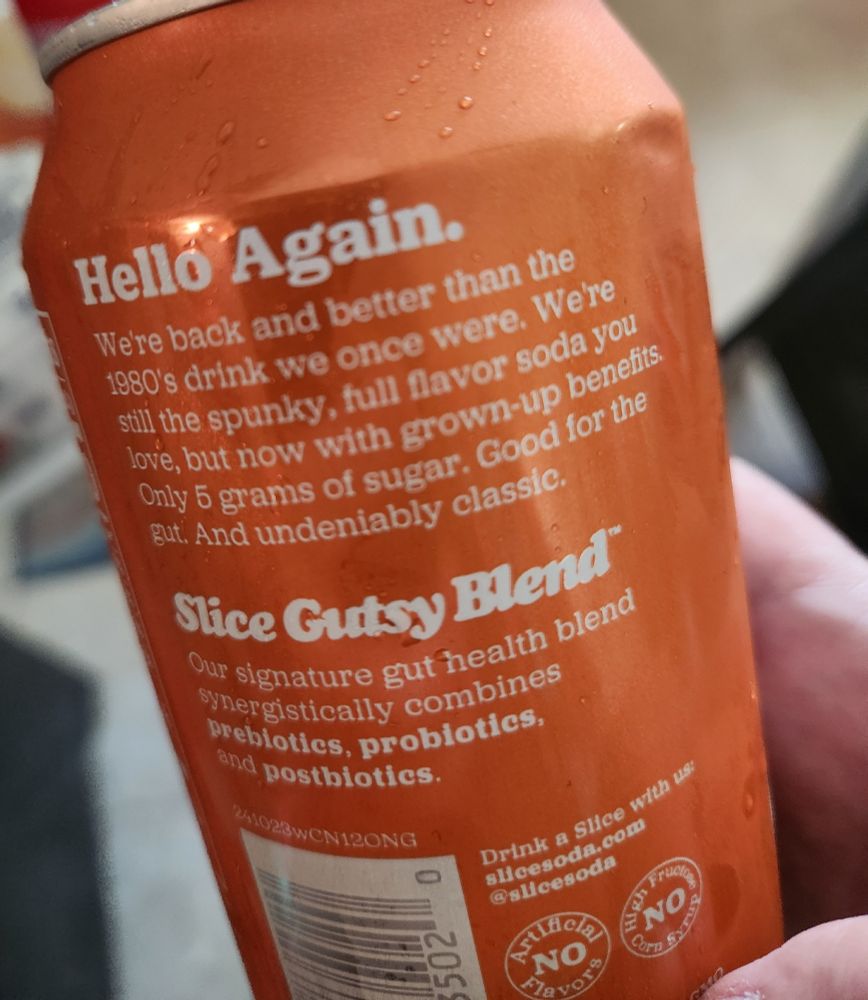 Hello Again.
We're back and better than the
1980's drink we once were. We're
still the spunky, full flavor soda you
love, but now with grown-up benefits.
Only 5 grams of sugar. Good for the
gut. And undeniably classic.
Slice Gutsy Blend™
Our signature gut health blend
synergistically combines
prebiotics, probiotics,
and postbiotics.
241023wCN12ONG
Drink a Slice with us:
slicesoda.com
@slicesoda
Artificial
NO
Flavors
High Fructose
NO
Corn Syrup
0
3502